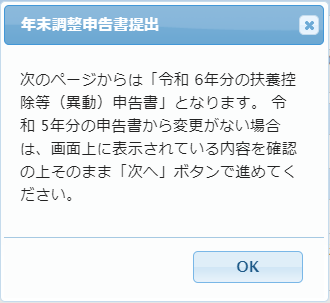 年末調整申告書提出
次のページからは「令和 6年分の扶養控
除等（異動）申告書」となります。 令
和 5年分の申告書から変更がない場合
は、画面上に表示されている内容を確認
の上そのまま「次へ」ボタンで進めてく
ださい。
OK